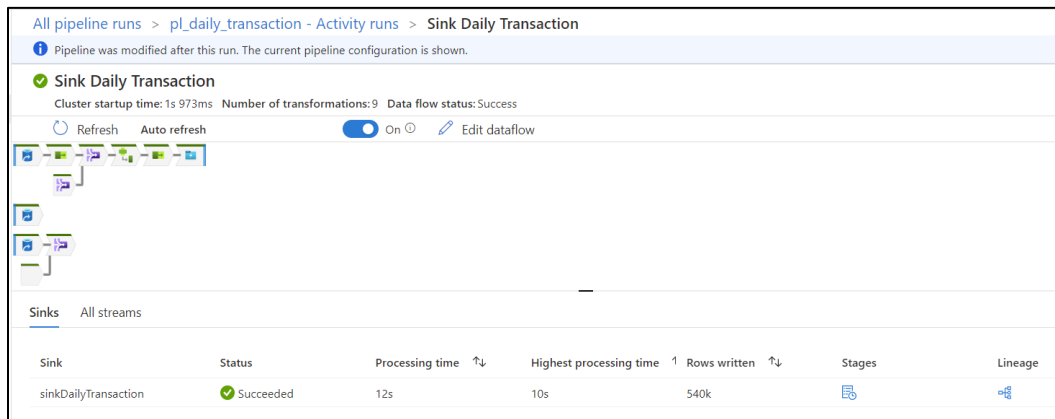 All pipeline runs > pl_daily_transaction - Activity runs > Sink Daily Transaction
Pipeline was modified after this run. The current pipeline configuration is shown.
Sink Daily Transaction
Cluster startup time: 1s 973ms Number of transformations: 9 Data flow status: Success
Refresh Auto refresh On Edit dataflow
Sinks All streams
Sink Status Processing time Highest processing time Rows written Stages Lineage
sinkDailyTransaction Succeeded 12s 10s 540k